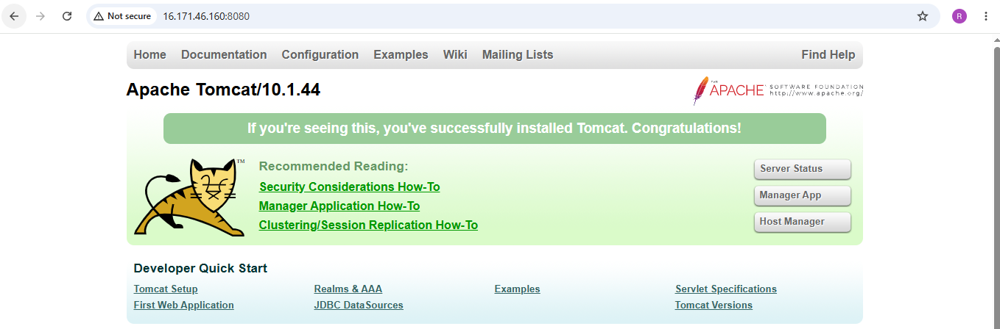 Not secure 16.171.46.160:8080 R
Home Documentation Configuration Examples Wiki Mailing Lists Find Help
Apache Tomcat/10.1.44
THE APACHE SOFTWARE FOUNDATION
http://www.apache.org/
If you're seeing this, you've successfully installed Tomcat. Congratulations!
TM
Recommended Reading:
Security Considerations How-To
Manager Application How-To
Clustering/Session Replication How-To
Server Status
Manager App
Host Manager
Developer Quick Start
Tomcat Setup Realms & AAA Examples Servlet Specifications
First Web Application JDBC DataSources Tomcat Versions